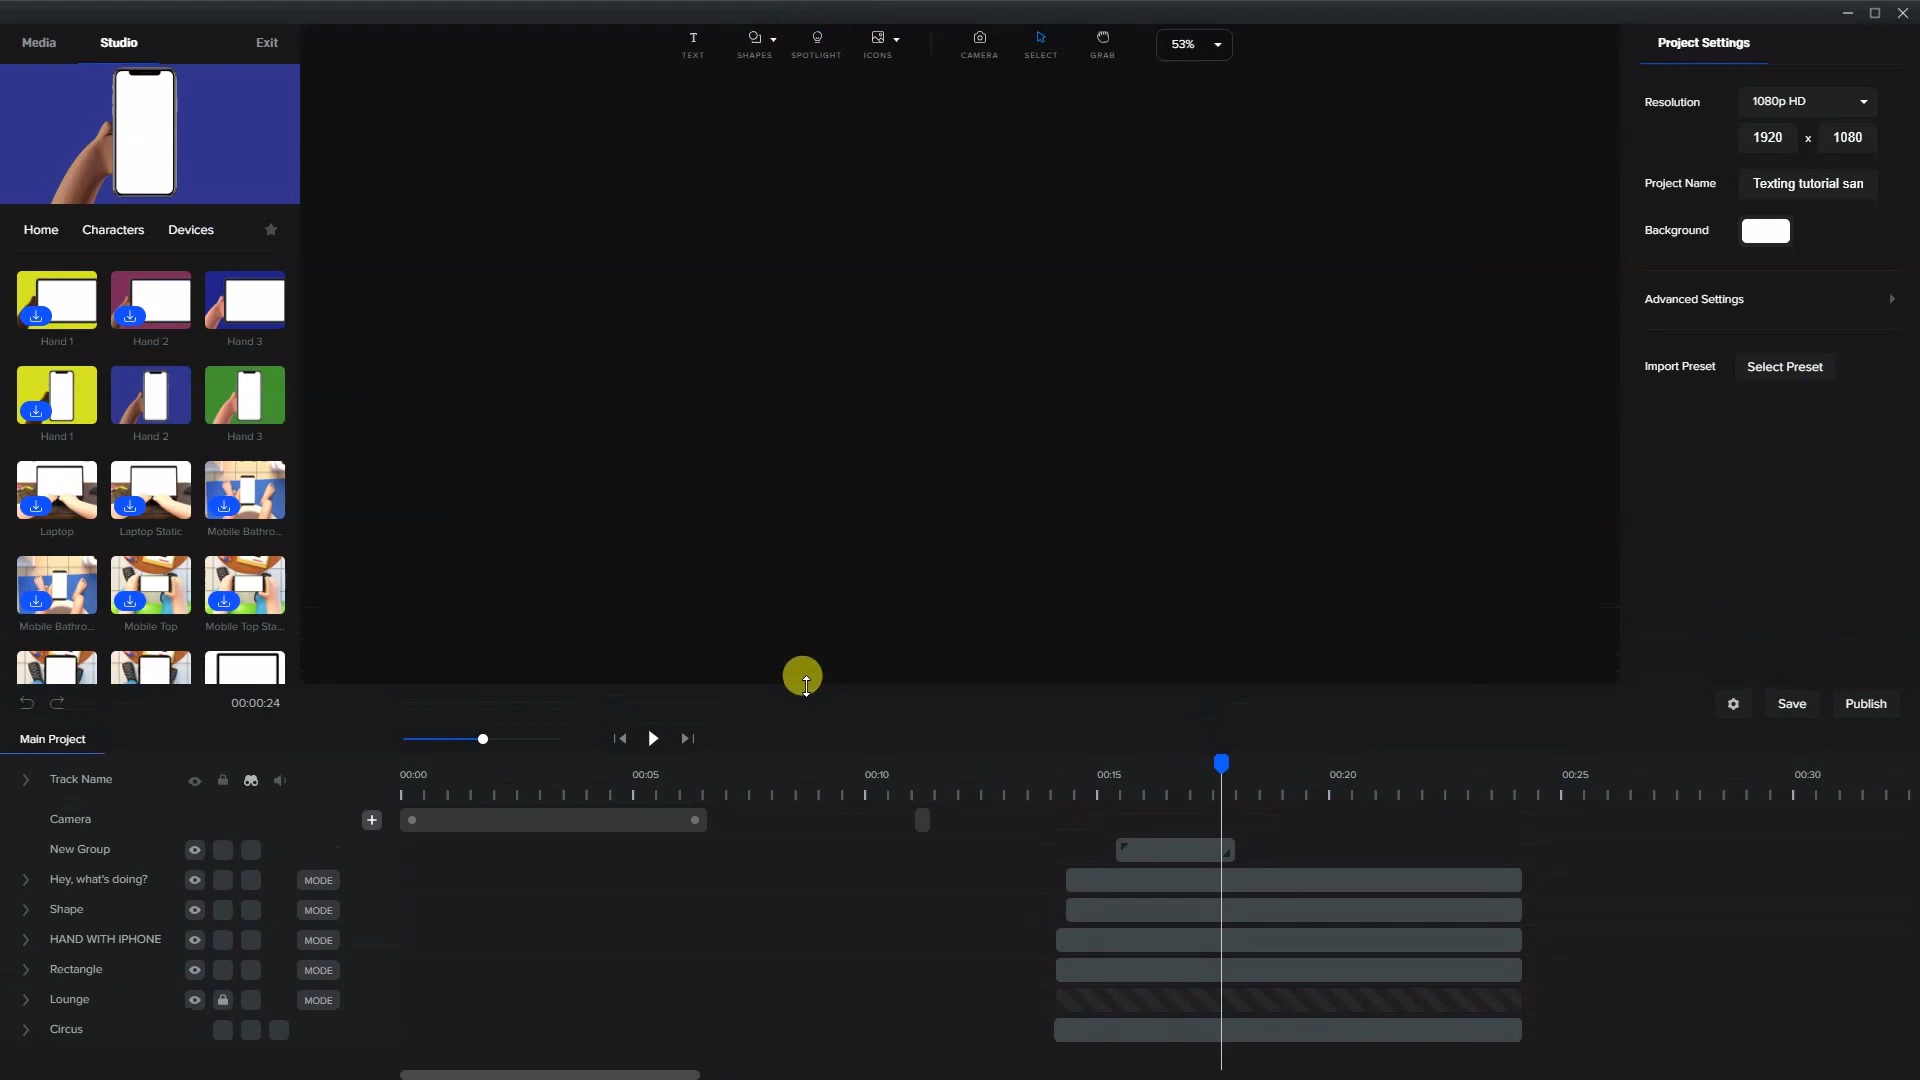 Media Studio Exit
TEXT SHAPES SPOTLIGHT ICONS CAMERA SELECT GRAB 53%
Project Settings
Resolution 1080p HD
1920 x 1080
Project Name Texting tutorial san
Background
Advanced Settings
Import Preset Select Preset
Home Characters Devices
Hand 1 Hand 2 Hand 3
Hand 1 Hand 2 Hand 3
Laptop Laptop Static Mobile Bathro...
Mobile Bathro... Mobile Top Mobile Top Sta...
00:00:24
Save Publish
Main Project
Track Name
00:00 00:05 00:10 00:15 00:20 00:25 00:30
Camera
New Group
Hey, what's doing? MODE
Shape MODE
HAND WITH IPHONE MODE
Rectangle MODE
Lounge MODE
Circus